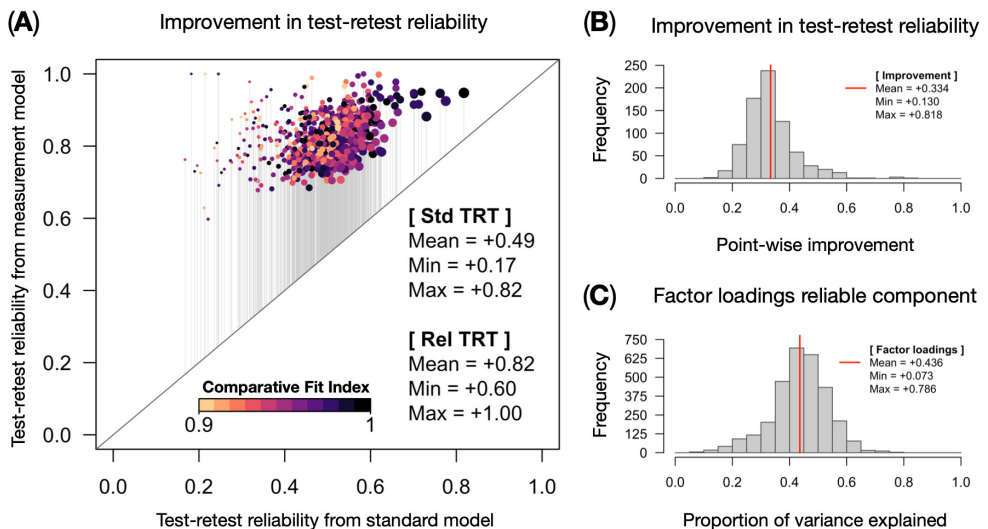 (A)
Improvement in test-retest reliability
Test-retest reliability from measurement model
1.0
0.8
0.6
0.4
0.2
0.0
[ Std TRT ]
Mean = +0.49
Min = +0.17
Max = +0.82
[ Rel TRT ]
Mean = +0.82
Min = +0.60
Max = +1.00
Comparative Fit Index
0.9 1
0.0 0.2 0.4 0.6 0.8 1.0
Test-retest reliability from standard model
(B)
Improvement in test-retest reliability
Frequency
250
200
150
100
50
0
[ Improvement ]
Mean = +0.334
Min = +0.130
Max = +0.818
0.0 0.2 0.4 0.6 0.8 1.0
Point-wise improvement
(C)
Factor loadings reliable component
Frequency
750
625
500
375
250
125
0
[ Factor loadings ]
Mean = +0.436
Min = +0.073
Max = +0.786
0.0 0.2 0.4 0.6 0.8 1.0
Proportion of variance explained